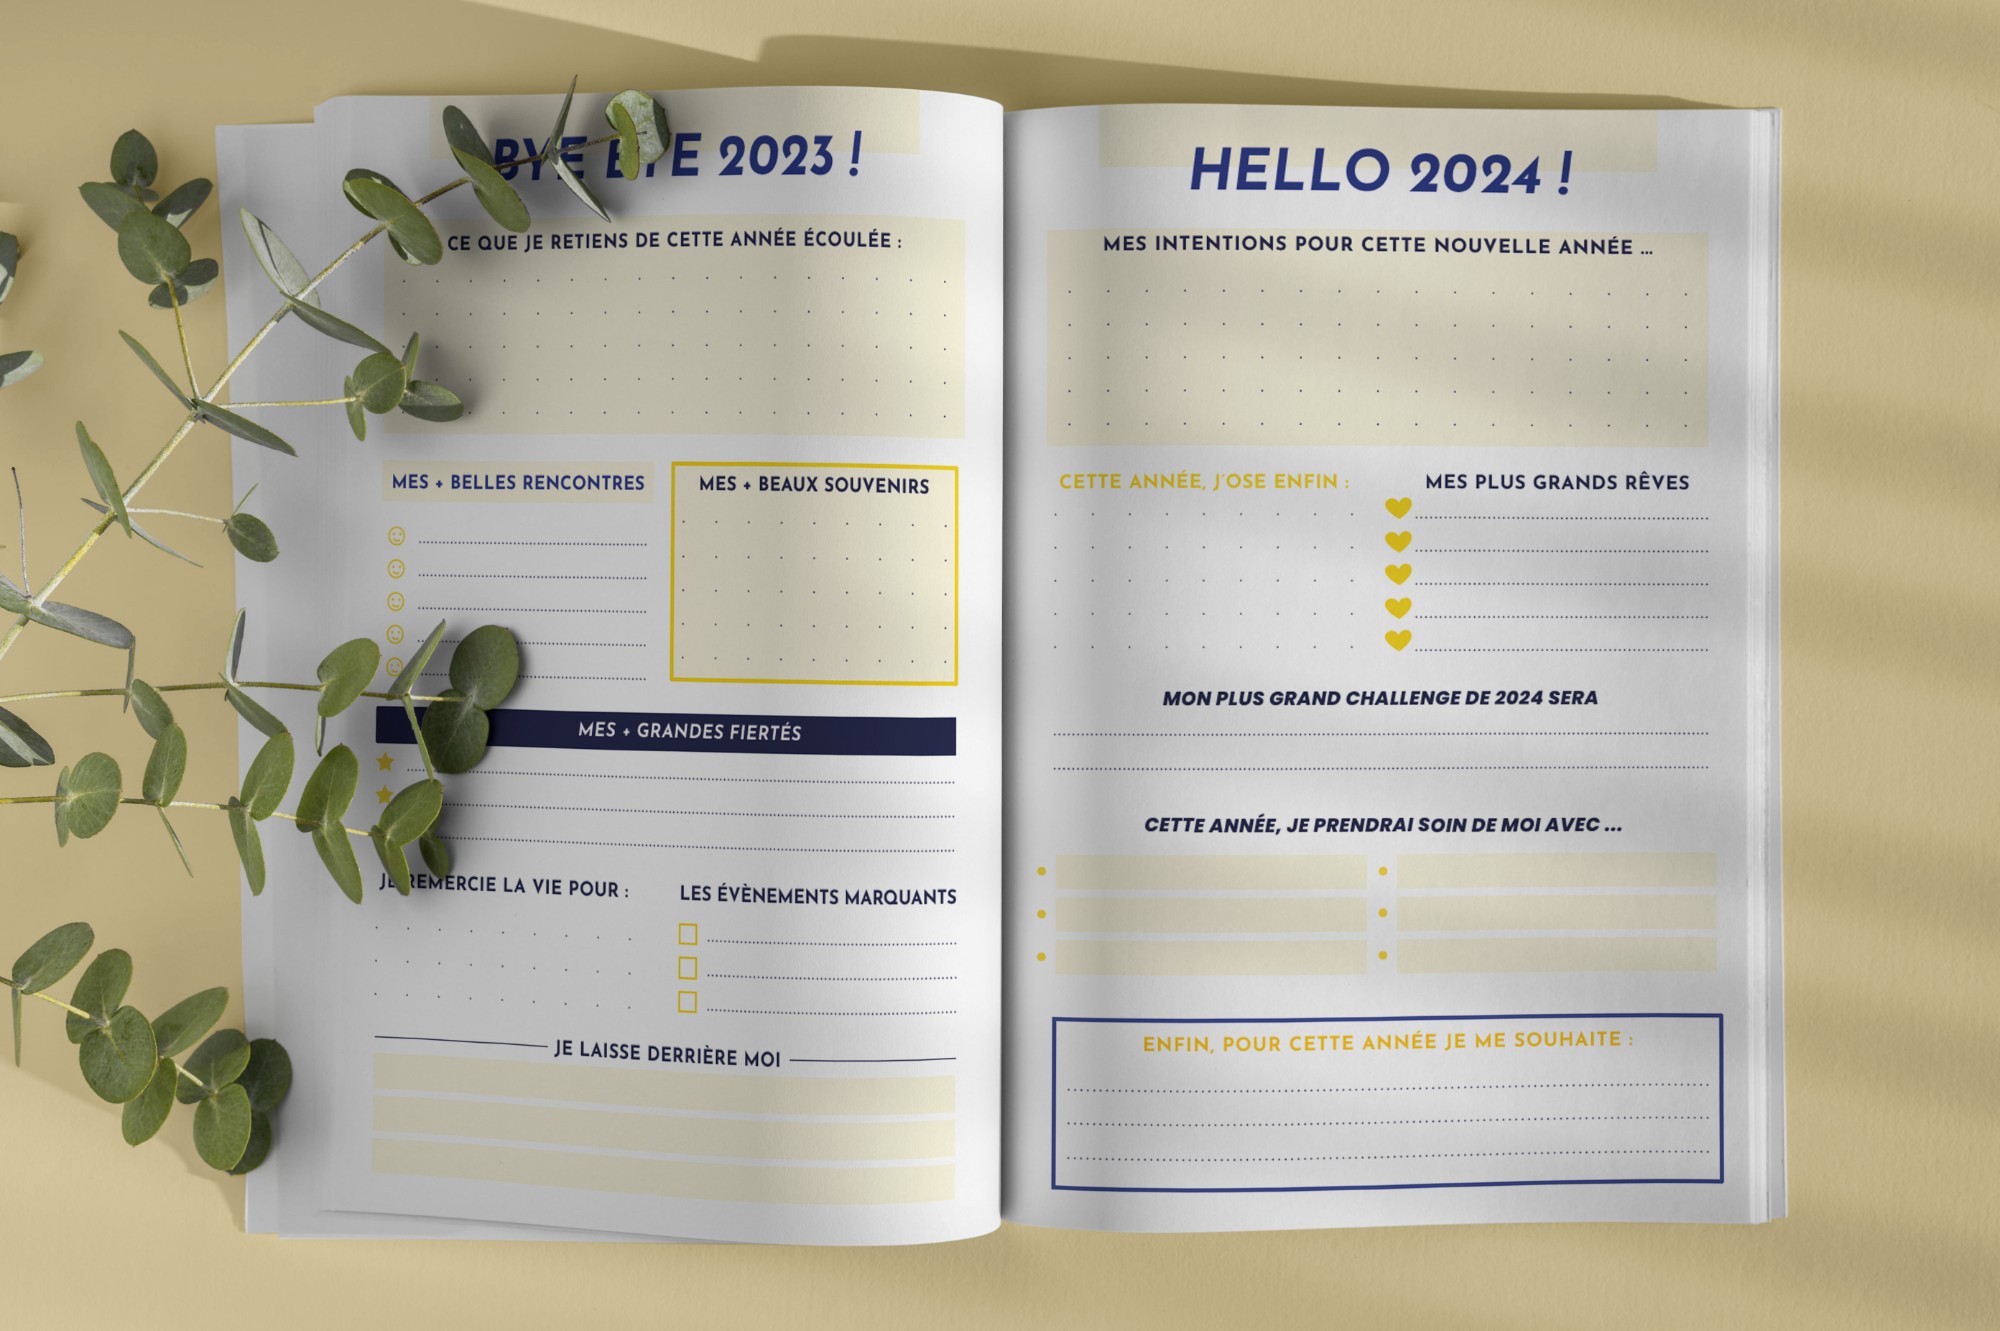 BYE BYE 2023 !
CE QUE JE RETIENS DE CETTE ANNÉE ÉCOULÉE :
MES + BELLES RENCONTRES
MES + BEAUX SOUVENIRS
MES + GRANDES FIERTÉS
JE REMERCIE LA VIE POUR :
LES ÉVÈNEMENTS MARQUANTS
JE LAISSE DERRIÈRE MOI
HELLO 2024 !
MES INTENTIONS POUR CETTE NOUVELLE ANNÉE ...
CETTE ANNÉE, J'OSE ENFIN :
MES PLUS GRANDS RÊVES
MON PLUS GRAND CHALLENGE DE 2024 SERA
CETTE ANNÉE, JE PRENDRAI SOIN DE MOI AVEC ...
ENFIN, POUR CETTE ANNÉE JE ME SOUHAITE :